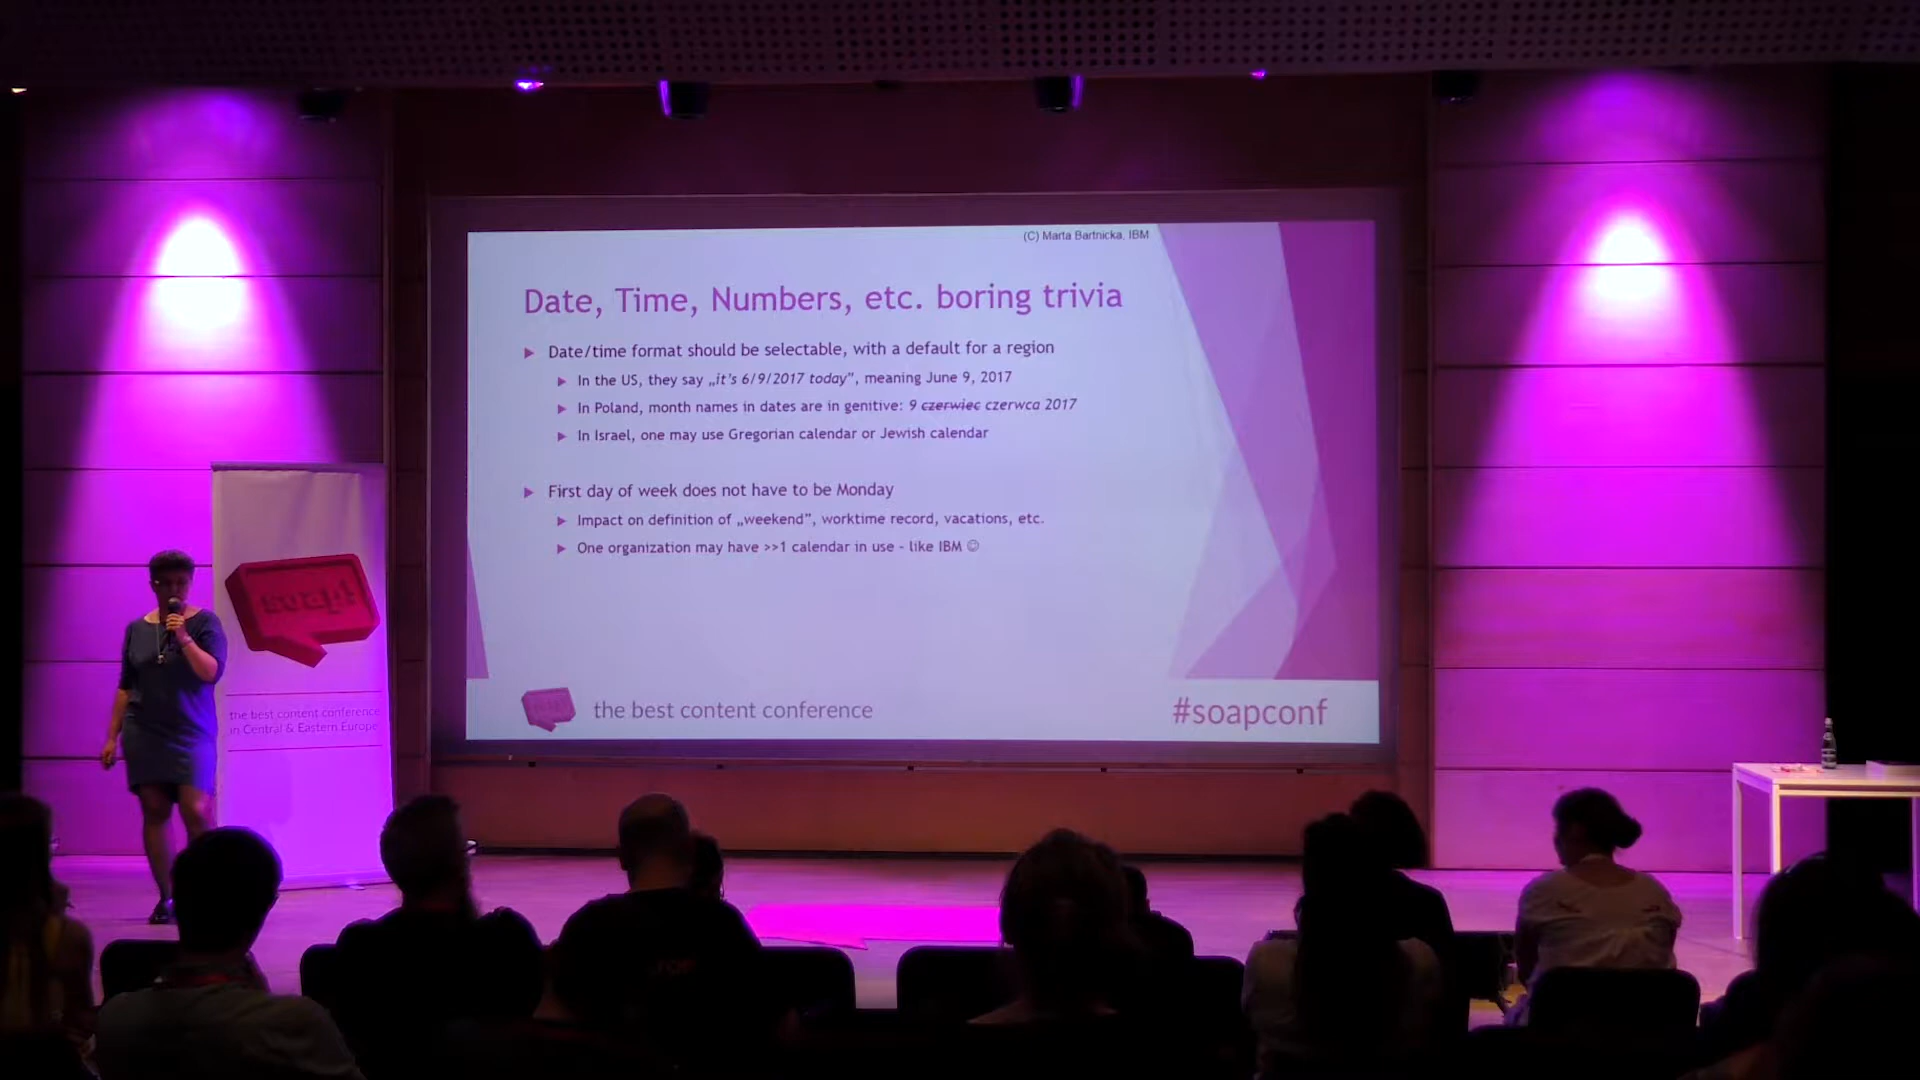 (C) Marta Bartnicka, IBM
Date, Time, Numbers, etc. boring trivia
Date/time format should be selectable, with a default for a region
In the US, they say „it's 6/9/2017 today”, meaning June 9, 2017
In Poland, month names in dates are in genitive: 9 czerwiec czerwca 2017
In Israel, one may use Gregorian calendar or Jewish calendar
First day of week does not have to be Monday
Impact on definition of „weekend”, worktime record, vacations, etc.
One organization may have >>1 calendar in use - like IBM ☺
the best content conference
#soapconf
soap!
the best content conference
in Central & Eastern Europe